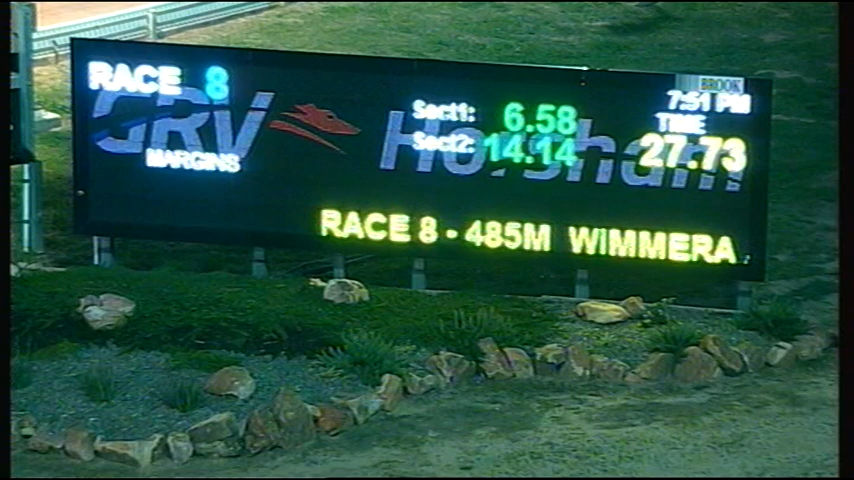 BROOK
RACE 8
GRV
MARGINS
Horsham
Sect1: 6.58
Sect2: 14.14
7:51 PM
TIME
27.73
RACE 8 - 485M WIMMERA